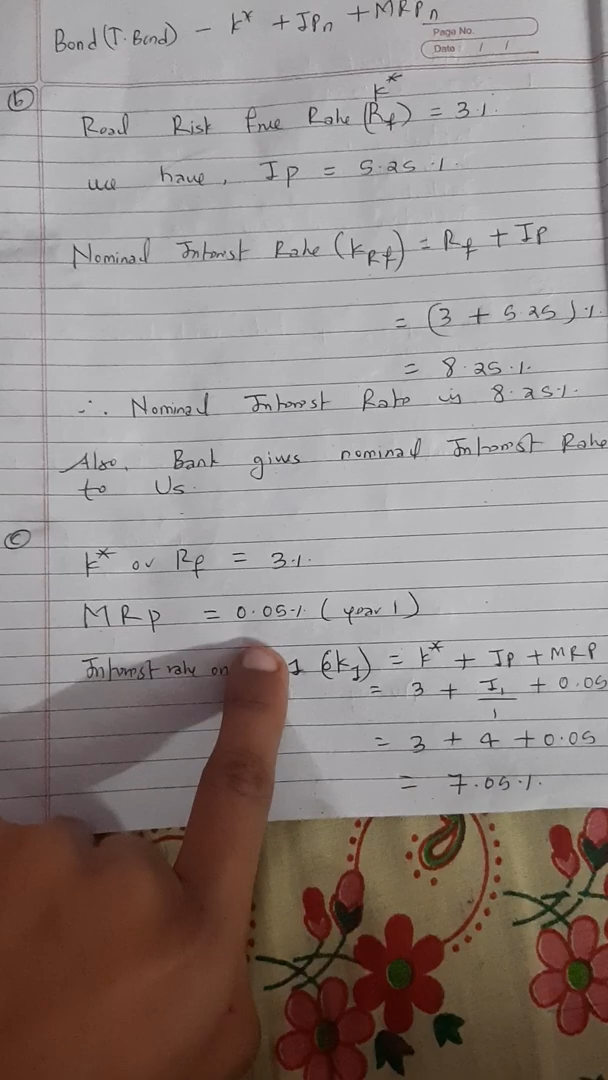 Bond (T. Bond) - k* + IPn + MRPn
Page No.
Date / /
(b)
k*
Real Risk free Rate (Rf) = 3%
we have, IP = 5.25%
Nominal Interest Rate (kRf) = Rf + IP
= (3 + 5.25)%
= 8.25%
∴ Nominal Interest Rate is 8.25%
Also, Bank gives nominal Interest Rate
to Us.
(c)
k* or Rf = 3%
MRP = 0.05% (year 1)
Interest rate on 1 (k1) = k* + IP + MRP
= 3 + I1/1 + 0.05
= 3 + 4 + 0.05
= 7.05%